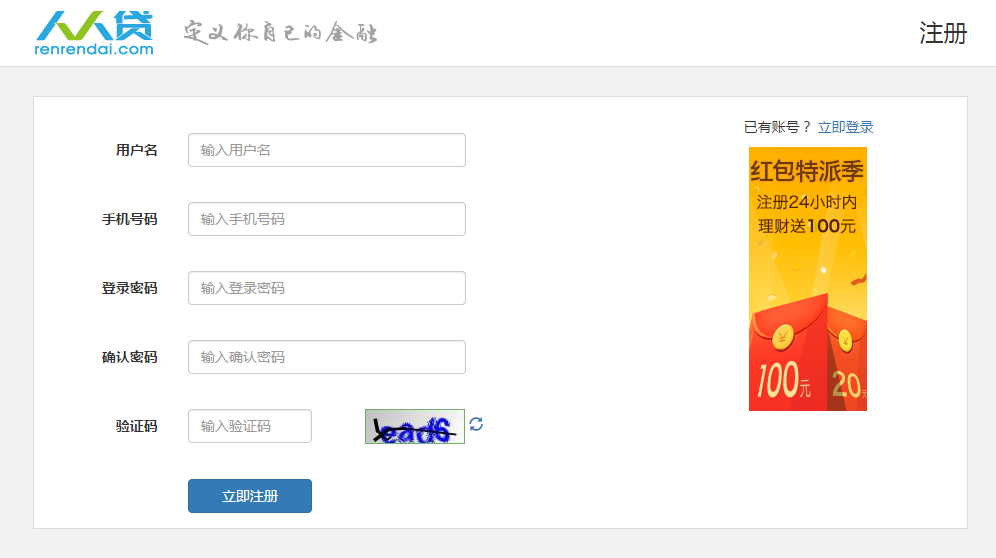 人人贷
renrendai.com
定义你自己的金融
注册
已有账号？ 立即登录
用户名 输入用户名
手机号码 输入手机号码
登录密码 输入登录密码
确认密码 输入确认密码
验证码 输入验证码
立即注册
红包特派季
注册24小时内
理财送100元
100元
20元